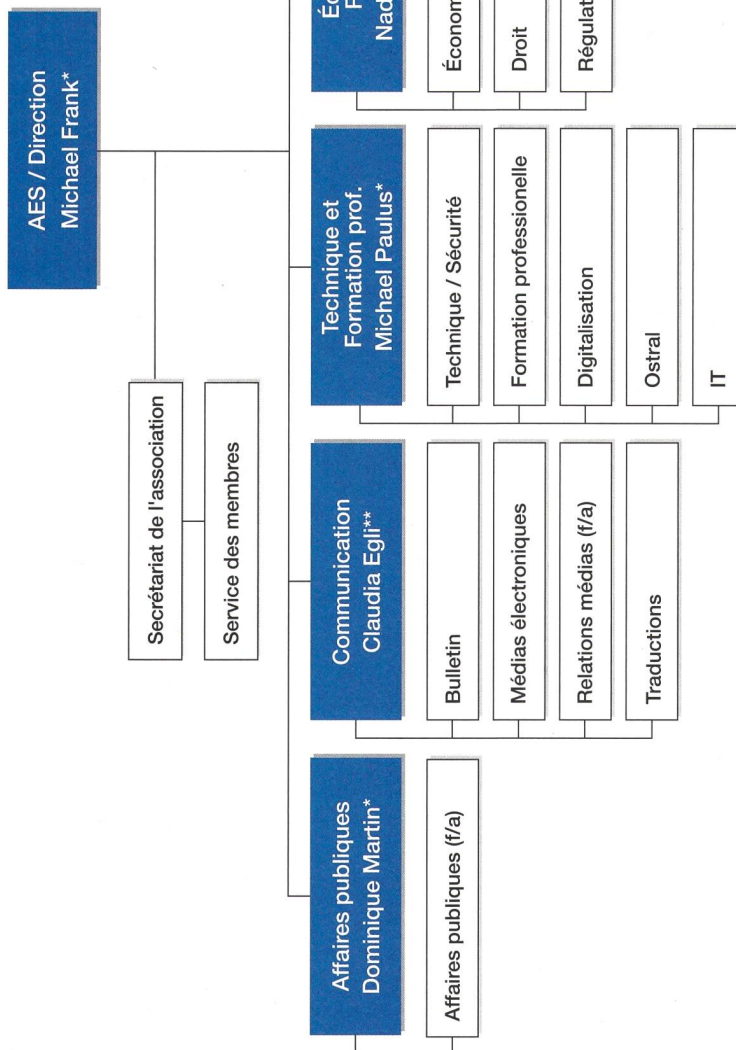 AES / Direction
Michael Frank*
Secrétariat de l'association
Service des membres
Affaires publiques
Dominique Martin*
Affaires publiques (f/a)
Communication
Claudia Egli**
Bulletin
Médias électroniques
Relations médias (f/a)
Traductions
Technique et
Formation prof.
Michael Paulus*
Technique / Sécurité
Formation professionelle
Digitalisation
Ostral
IT
Droit